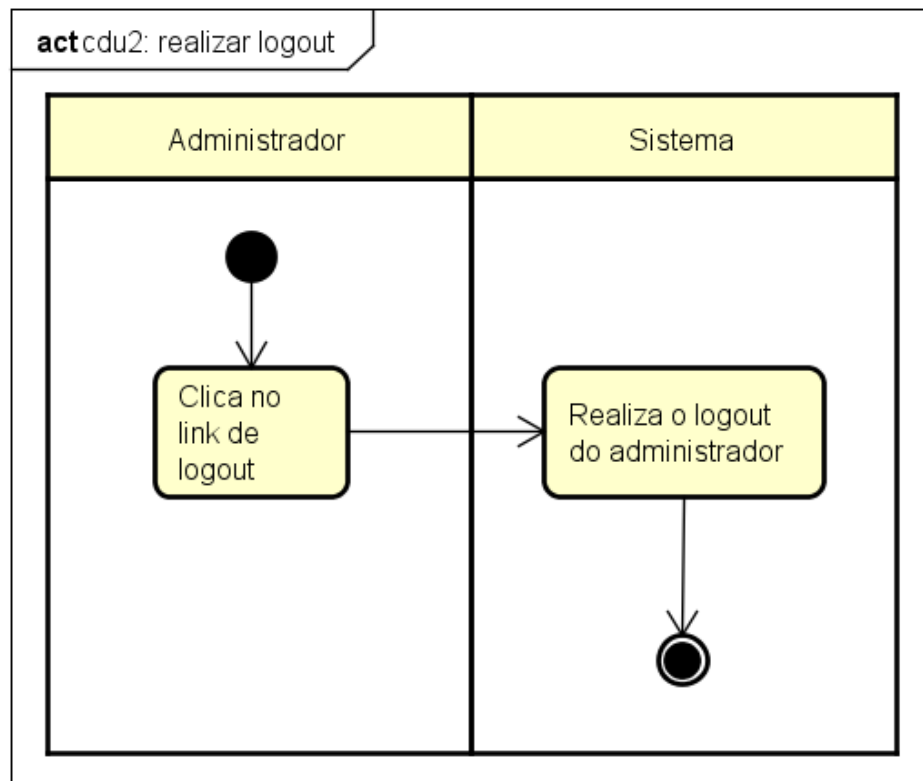 act cdu2: realizar logout
Administrador
Sistema
Clica no
link de
logout
Realiza o logout
do administrador